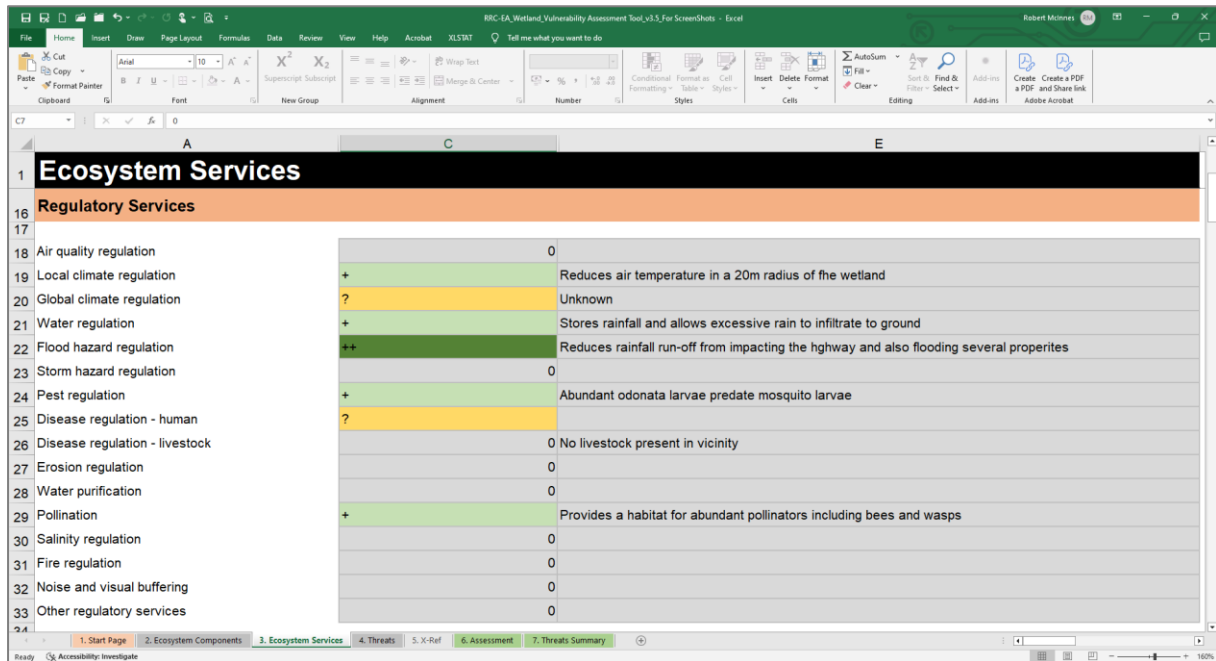 RRC-EA_Wetland_Vulnerability Assessment Tool_v3.5_For ScreenShots - Excel
Robert McInnes RM
File Home Insert Draw Page Layout Formulas Data Review View Help Acrobat XLSTAT Tell me what you want to do
Paste
Cut
Copy
Format Painter
Clipboard
Arial 10
B I U
Font
Superscript Subscript
New Group
Wrap Text
Merge & Center
Alignment
Number
Conditional Formatting
Format as Table
Cell Styles
Styles
Insert Delete Format
Cells
AutoSum
Fill
Clear
Sort & Filter
Find & Select
Editing
Add-ins
Add-ins
Create a PDF
Create a PDF and Share link
Adobe Acrobat
C7 fx 0
A C E
1 Ecosystem Services
16 Regulatory Services
17
18 Air quality regulation 0
19 Local climate regulation + Reduces air temperature in a 20m radius of fhe wetland
20 Global climate regulation ? Unknown
21 Water regulation + Stores rainfall and allows excessive rain to infiltrate to ground
22 Flood hazard regulation ++ Reduces rainfall run-off from impacting the hghway and also flooding several properites
23 Storm hazard regulation 0
24 Pest regulation + Abundant odonata larvae predate mosquito larvae
25 Disease regulation - human ?
26 Disease regulation - livestock 0 No livestock present in vicinity
27 Erosion regulation 0
28 Water purification 0
29 Pollination + Provides a habitat for abundant pollinators including bees and wasps
30 Salinity regulation 0
31 Fire regulation 0
32 Noise and visual buffering 0
33 Other regulatory services 0
34
1. Start Page 2. Ecosystem Components 3. Ecosystem Services 4. Threats 5. X-Ref 6. Assessment 7. Threats Summary
Ready Accessibility: Investigate 160%